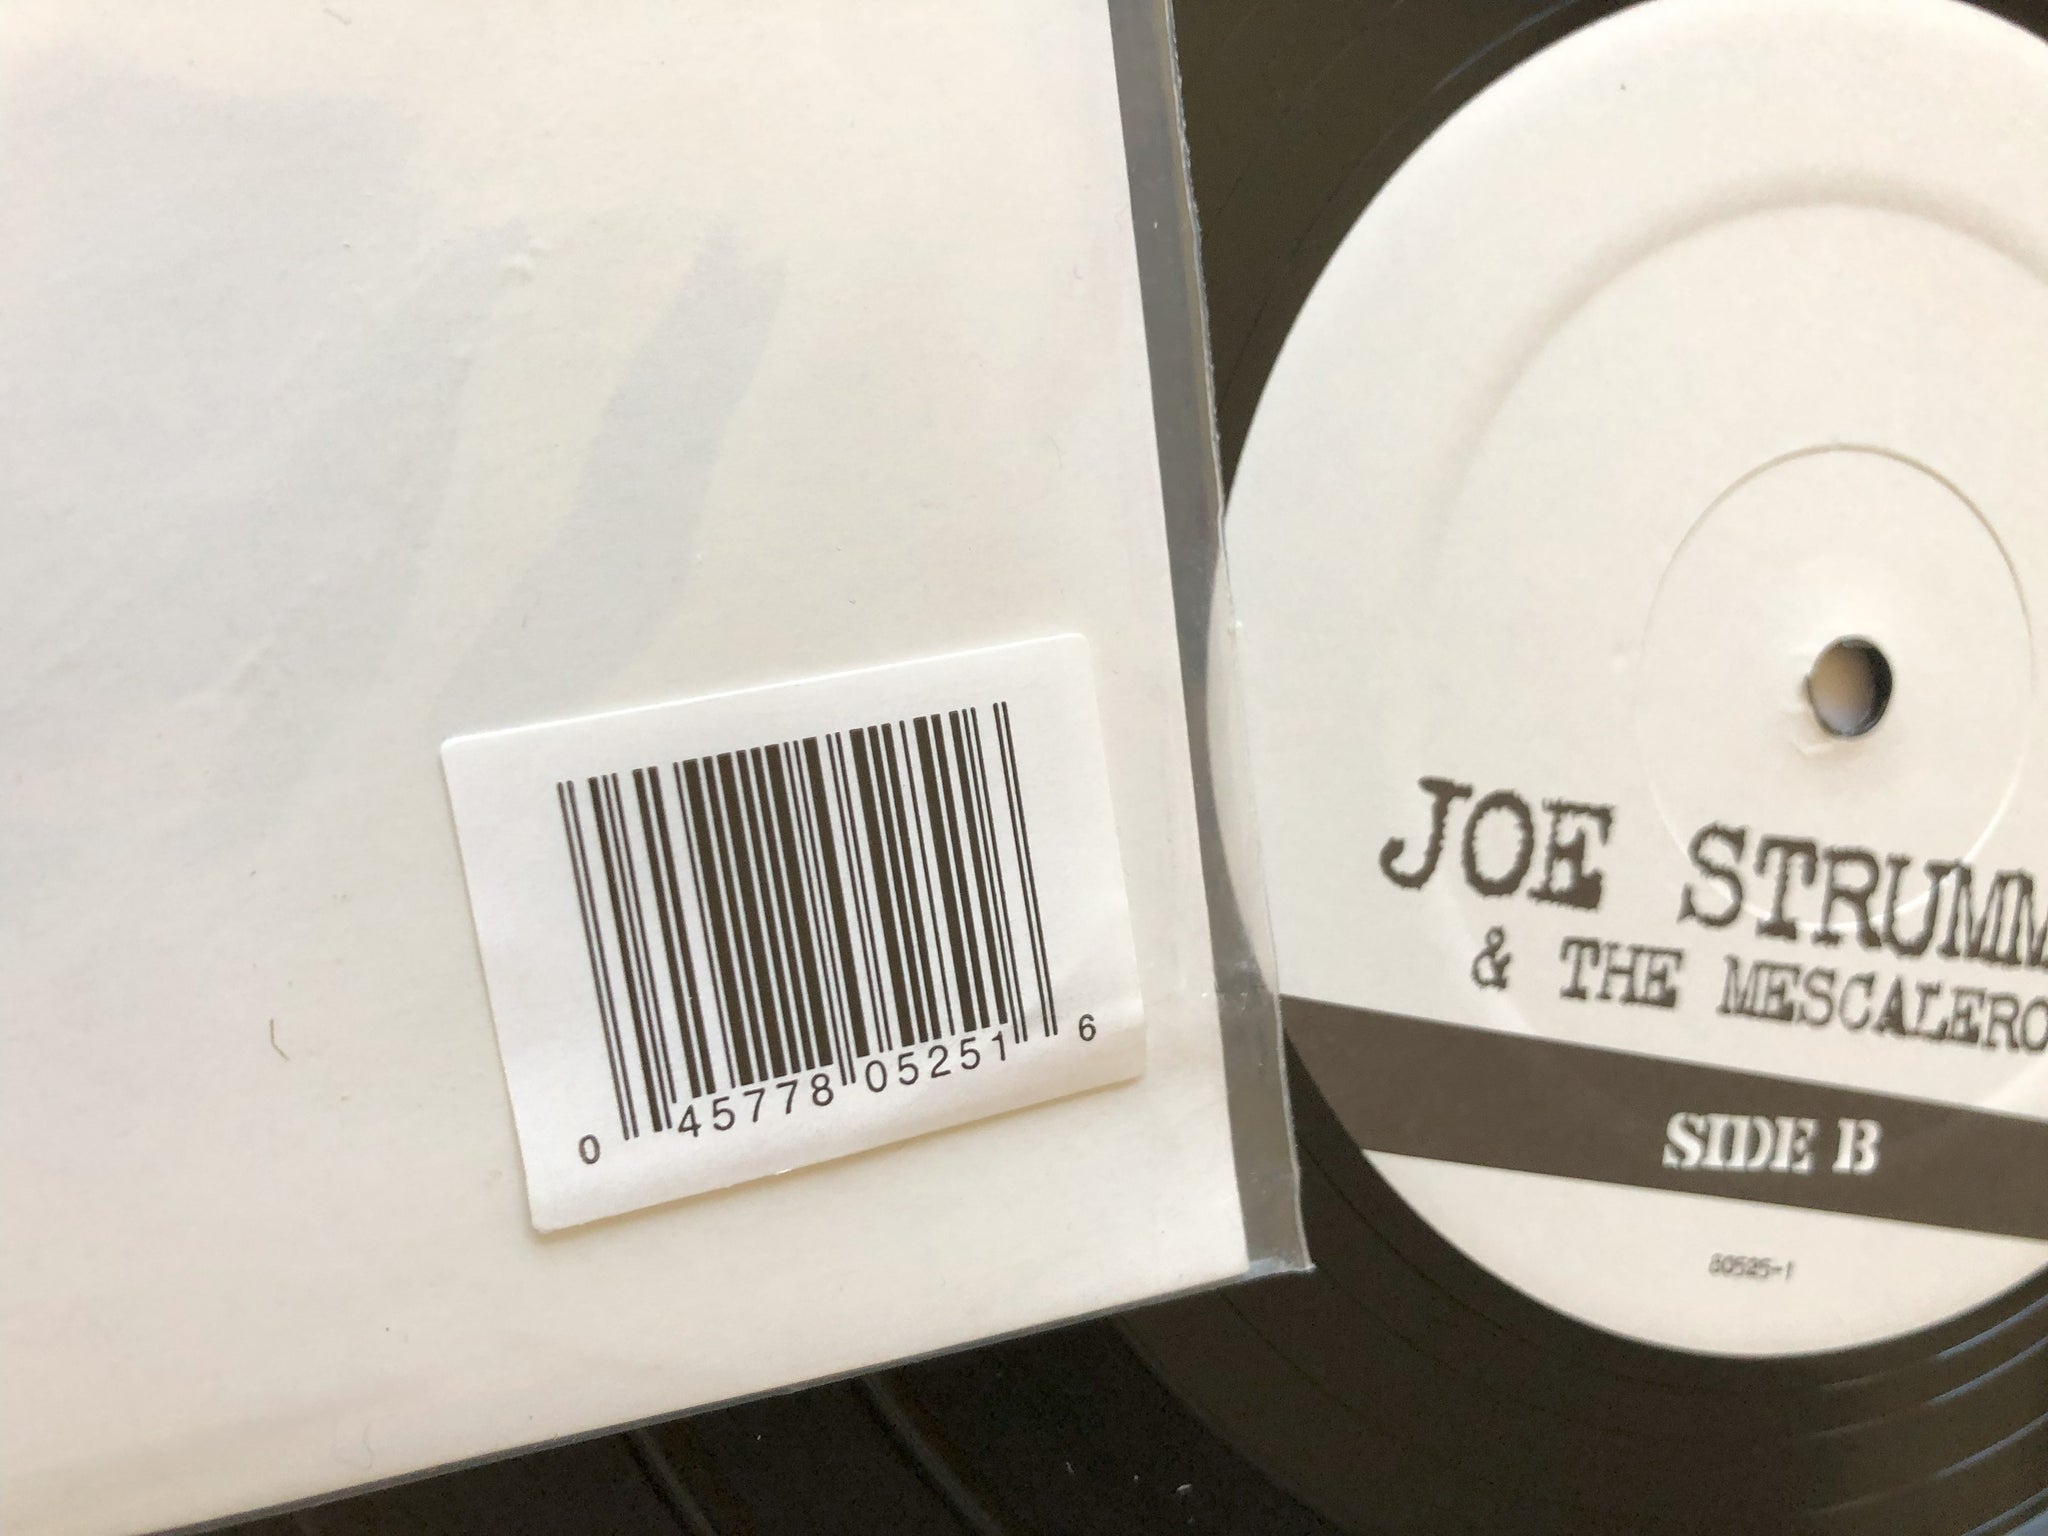 0 45778 05251 6
JOE STRUMM
& THE MESCALERO
SIDE B
80525-1